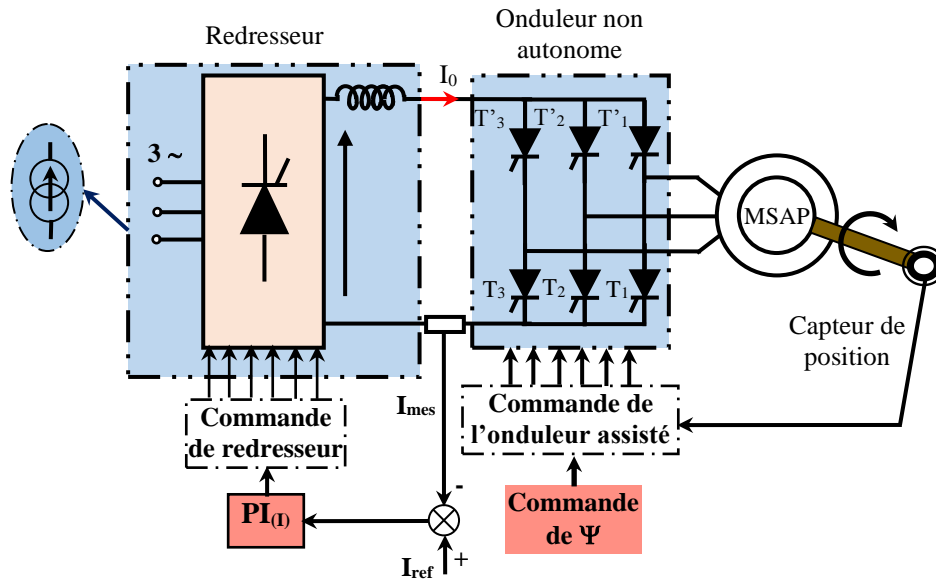 Redresseur
Onduleur non
autonome
I₀
T'₃ T'₂ T'₁
3 ~
MSAP
T₃ T₂ T₁
Capteur de
position
Imes
Commande
de redresseur
Commande de
l'onduleur assisté
PI(I)
-
Commande
de Ψ
Iref
+